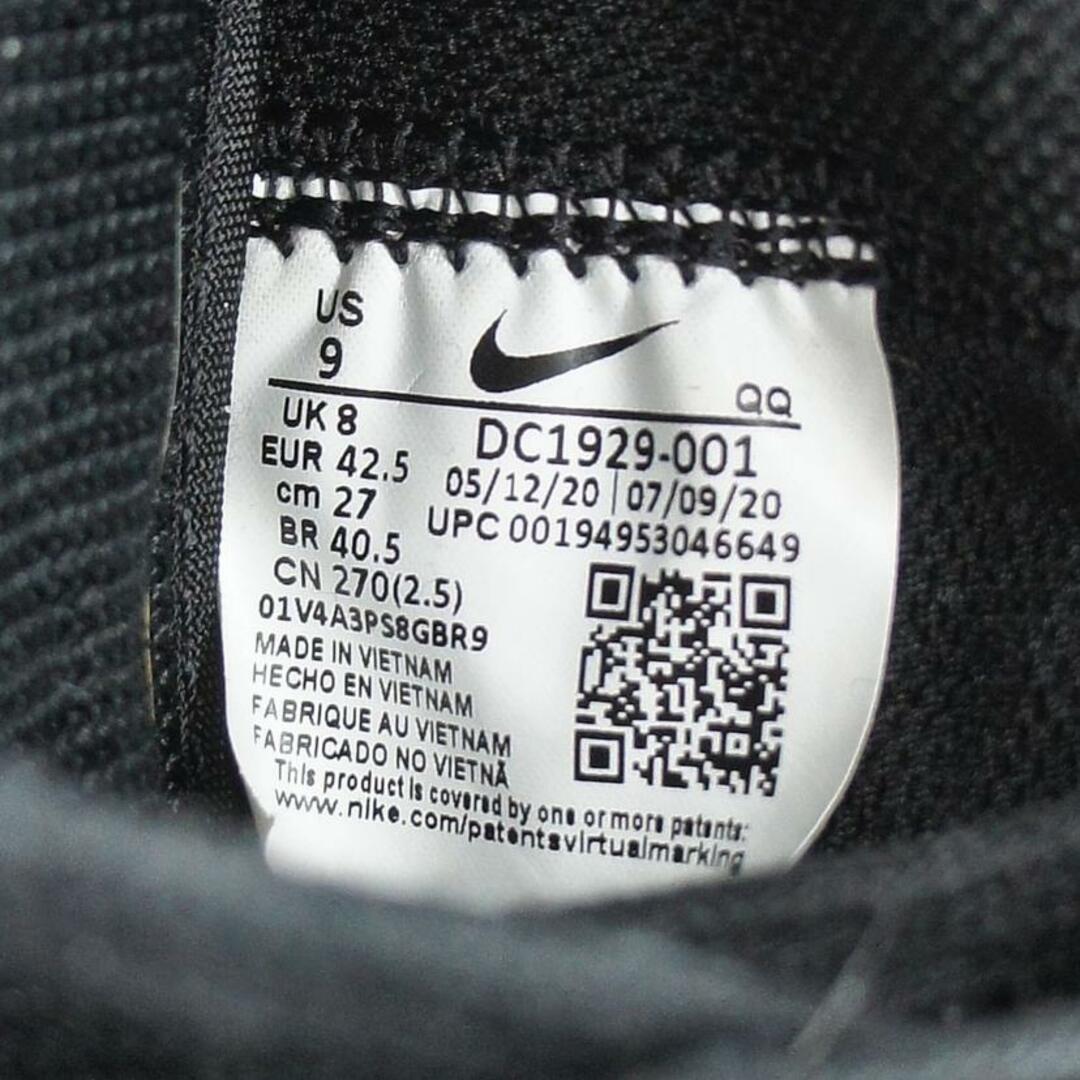 US
9
QQ
UK 8
EUR 42.5
cm 27
BR 40.5
CN 270(2.5)
01V4A3PS8GBR9
DC1929-001
05/12/20 | 07/09/20
UPC 00194953046649
MADE IN VIETNAM
HECHO EN VIETNAM
FABRIQUE AU VIETNAM
FABRICADO NO VIETNÃ
This product is covered by one or more patents:
www.nike.com/patentsvirtualmarking